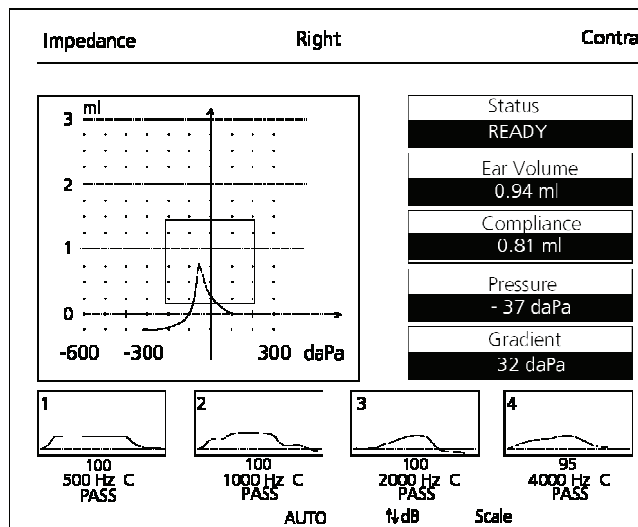 Impedance Right Contra
ml
3
2
1
0
-600 -300 300 daPa
Status
READY
Ear Volume
0.94 ml
Compliance
0.81 ml
Pressure
- 37 daPa
Gradient
32 daPa
1 2 3 4
100 100 100 95
500 Hz C 1000 Hz C 2000 Hz C 4000 Hz C
PASS PASS PASS PASS
AUTO ↑↓dB Scale